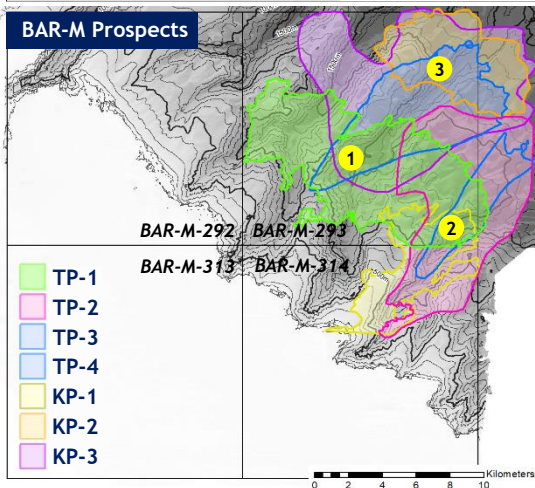 BAR-M Prospects
1500m
3
1
2
BAR-M-292
BAR-M-293
BAR-M-313
BAR-M-314
TP-1
TP-2
TP-3
TP-4
KP-1
KP-2
KP-3
Kilometers
0 2 4 6 8 10